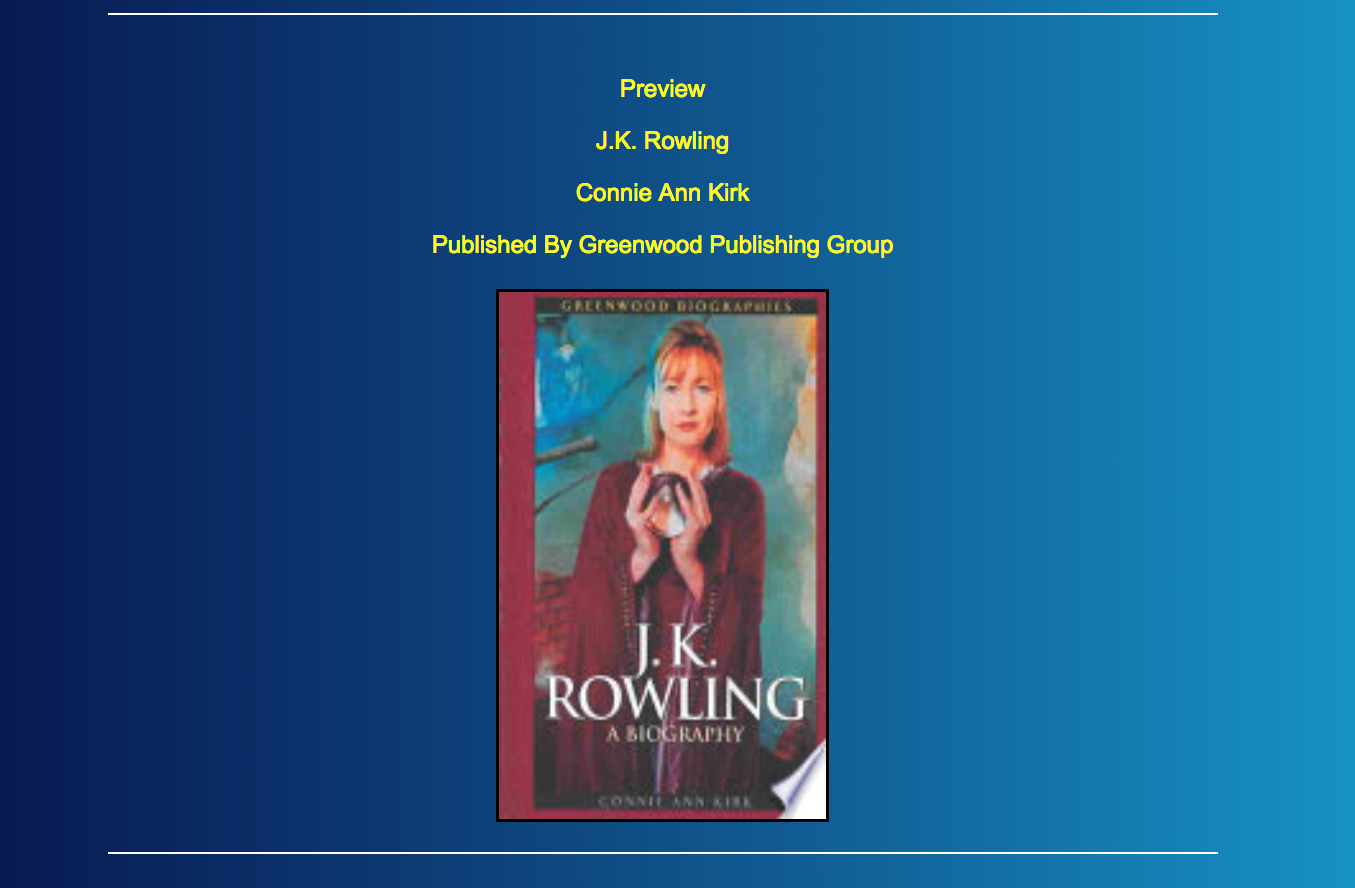 Preview
J.K. Rowling
Connie Ann Kirk
Published By Greenwood Publishing Group
GREENWOOD BIOGRAPHIES
J. K.
ROWLING
A BIOGRAPHY
CONNIE ANN KIRK